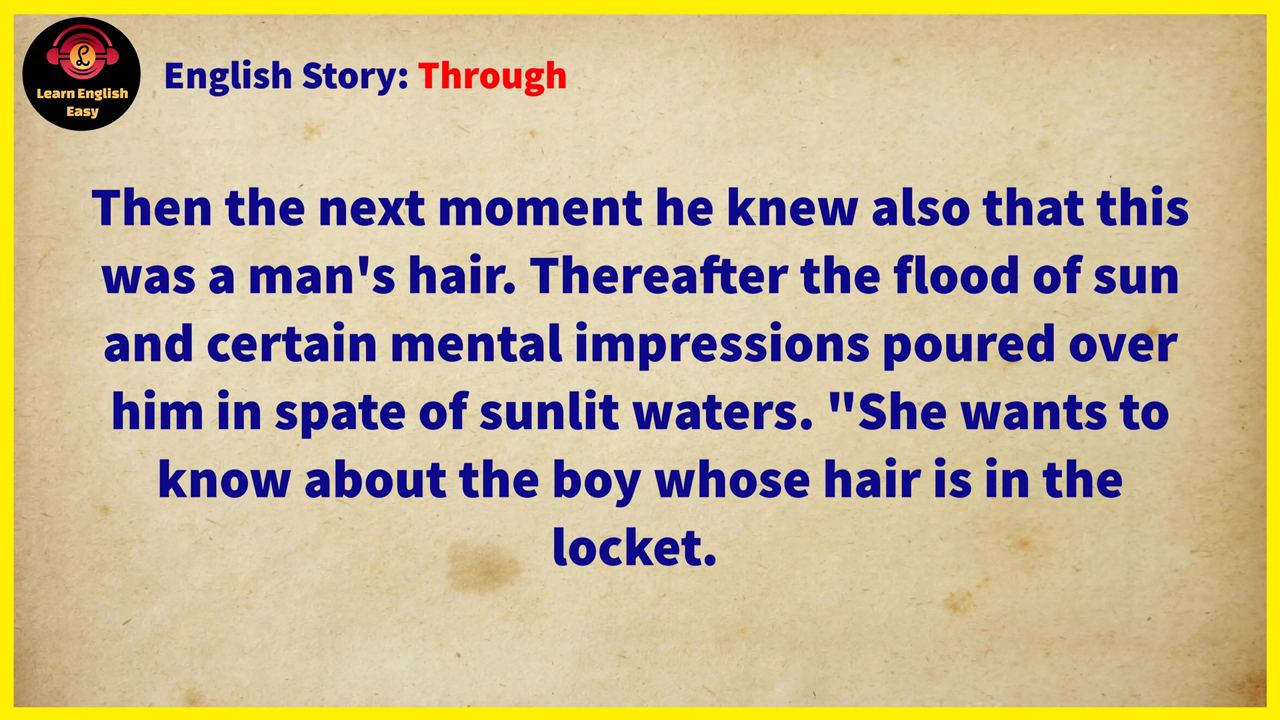 Learn English
Easy
English Story: Through
Then the next moment he knew also that this
was a man's hair. Thereafter the flood of sun
and certain mental impressions poured over
him in spate of sunlit waters. "She wants to
know about the boy whose hair is in the
locket.